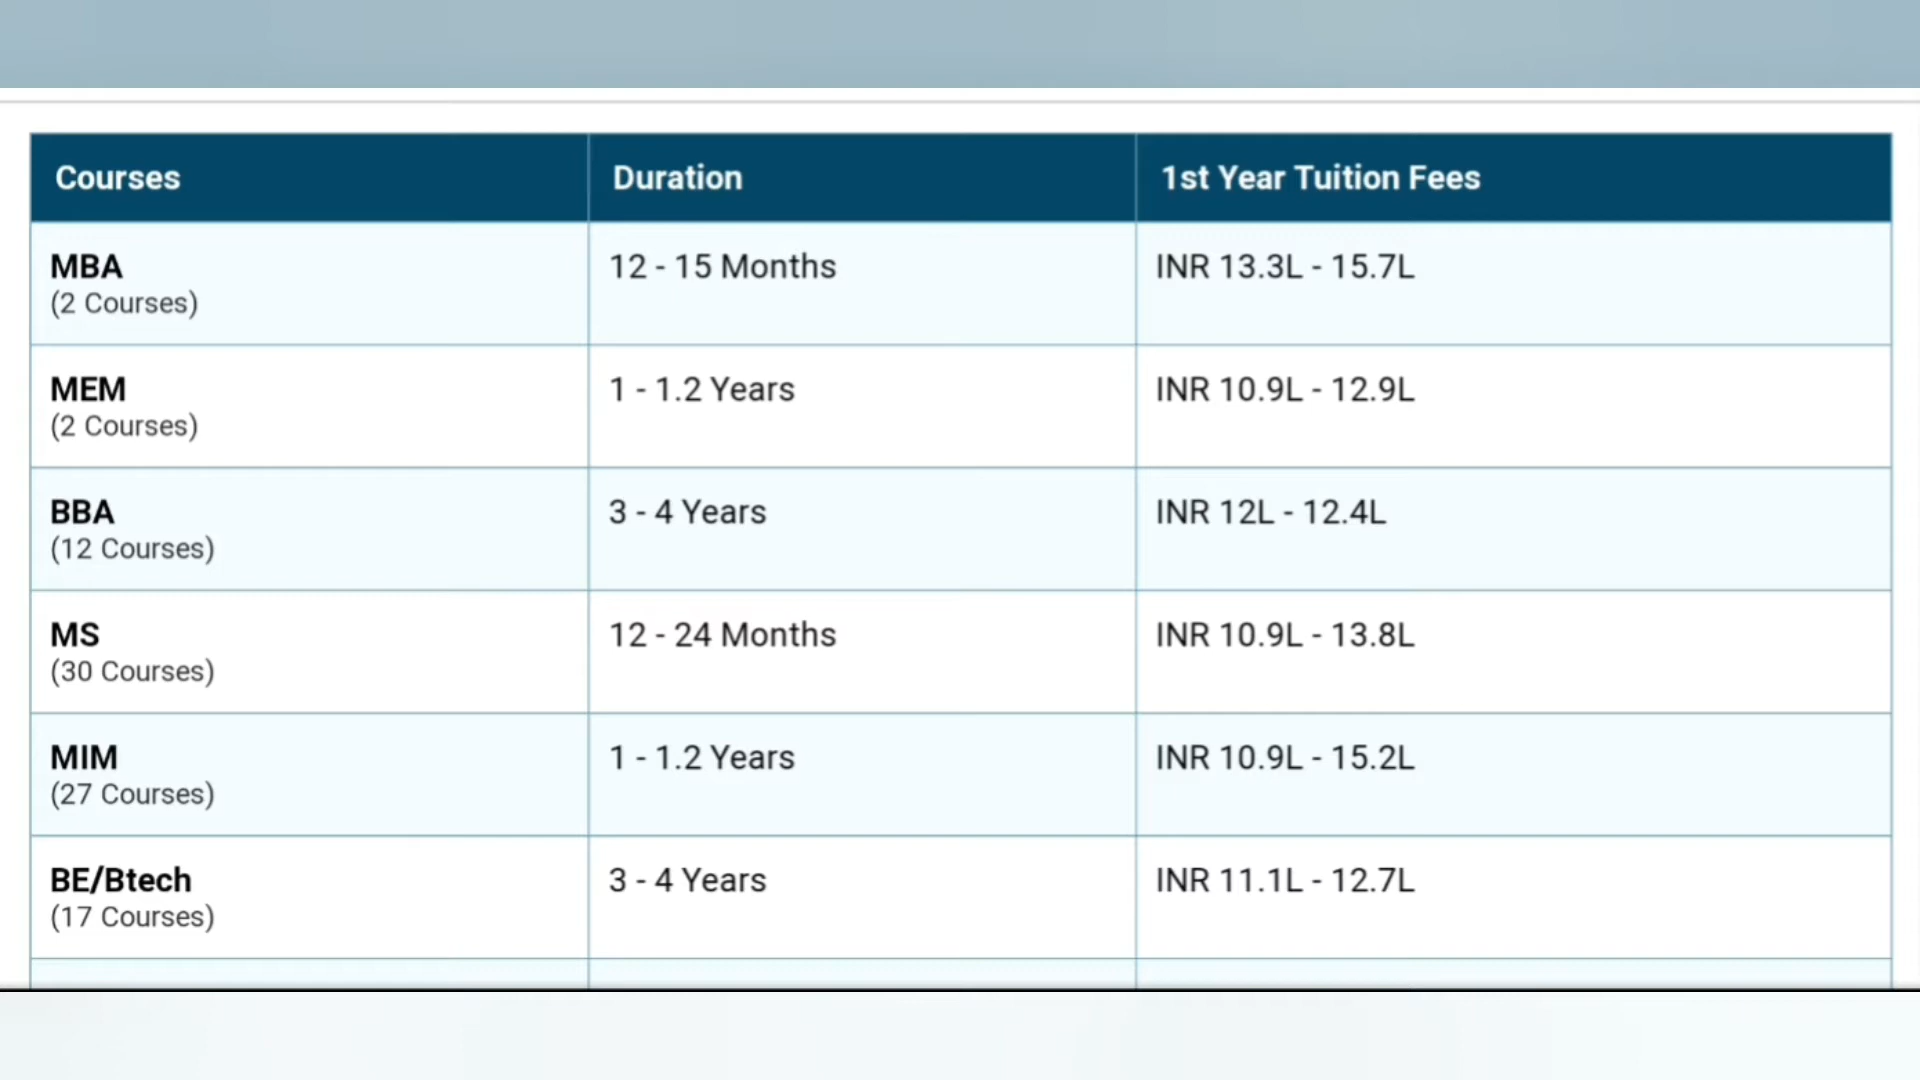 Courses Duration 1st Year Tuition Fees
MBA 12 - 15 Months INR 13.3L - 15.7L
(2 Courses)
MEM 1 - 1.2 Years INR 10.9L - 12.9L
(2 Courses)
BBA 3 - 4 Years INR 12L - 12.4L
(12 Courses)
MS 12 - 24 Months INR 10.9L - 13.8L
(30 Courses)
MIM 1 - 1.2 Years INR 10.9L - 15.2L
(27 Courses)
BE/Btech 3 - 4 Years INR 11.1L - 12.7L
(17 Courses)